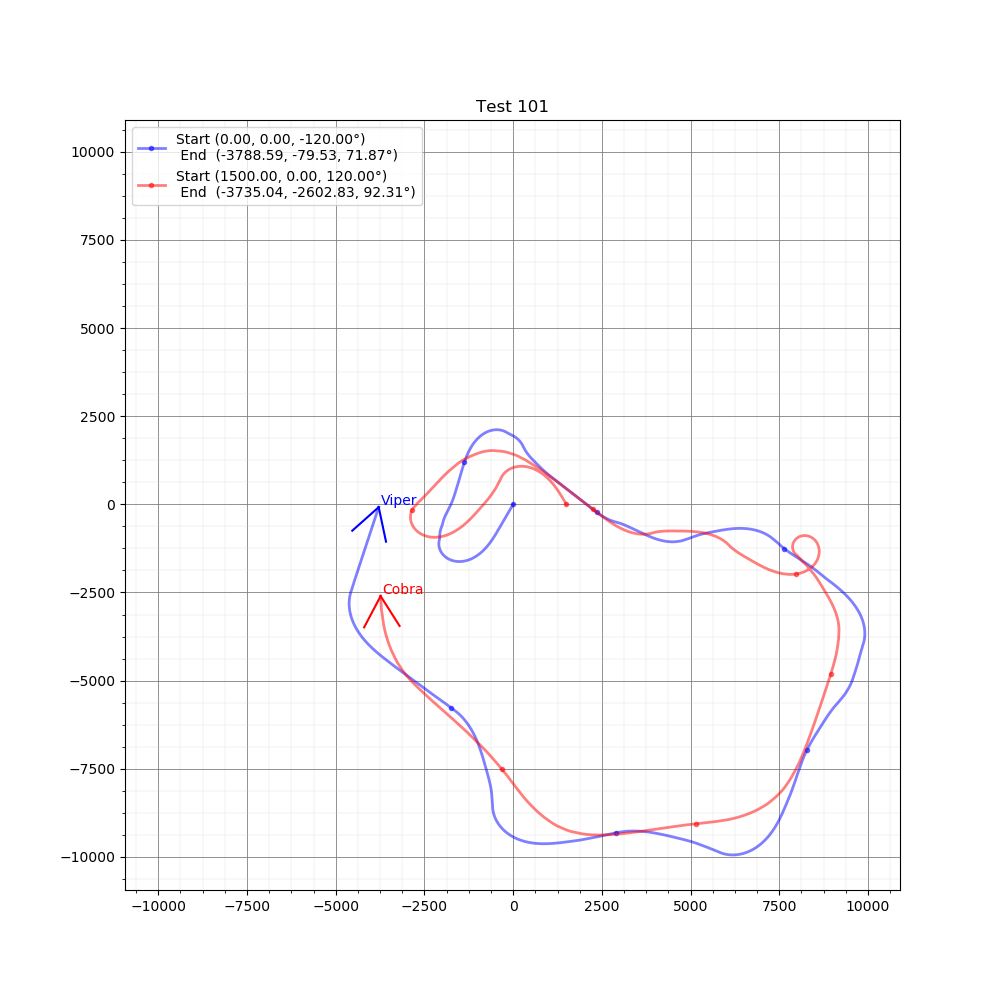 Test 101
Start (0.00, 0.00, -120.00°)
End  (-3788.59, -79.53, 71.87°)
Start (1500.00, 0.00, 120.00°)
End  (-3735.04, -2602.83, 92.31°)
10000
7500
5000
2500
0
−2500
−5000
−7500
−10000
Viper
Cobra
−10000 −7500 −5000 −2500 0 2500 5000 7500 10000